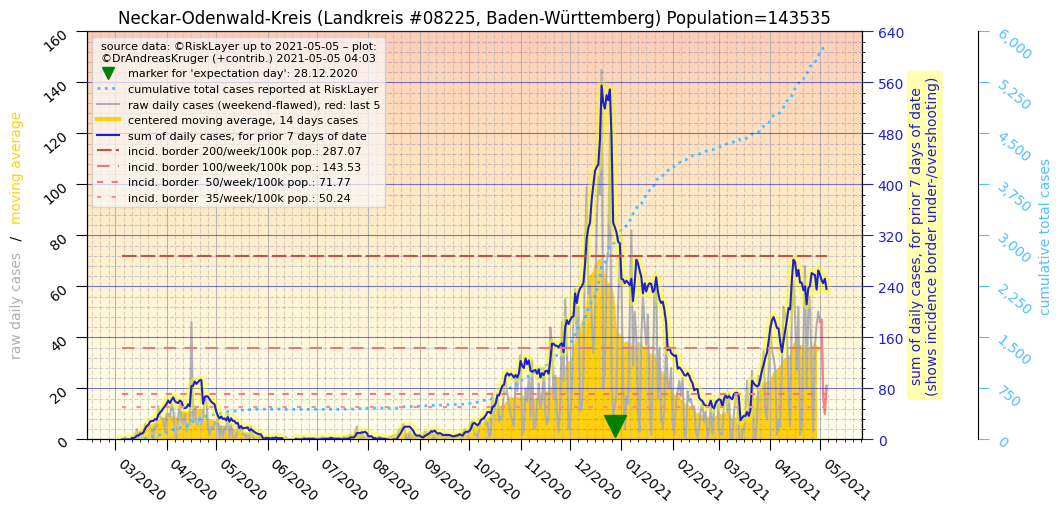 Neckar-Odenwald-Kreis (Landkreis #08225, Baden-Württemberg) Population=143535
source data: ©RiskLayer up to 2021-05-05 – plot:
©DrAndreasKruger (+contrib.) 2021-05-05 04:03
marker for 'expectation day': 28.12.2020
cumulative total cases reported at RiskLayer
raw daily cases (weekend-flawed), red: last 5
centered moving average, 14 days cases
sum of daily cases, for prior 7 days of date
incid. border 200/week/100k pop.: 287.07
incid. border 100/week/100k pop.: 143.53
incid. border  50/week/100k pop.: 71.77
incid. border  35/week/100k pop.: 50.24
raw daily cases  /  moving average
160
140
120
100
80
60
40
20
0
640
560
480
400
320
240
160
80
0
sum of daily cases, for prior 7 days of date
(shows incidence border under-/overshooting)
6,000
5,250
4,500
3,750
3,000
2,250
1,500
750
0
cumulative total cases
03/2020
04/2020
05/2020
06/2020
07/2020
08/2020
09/2020
10/2020
11/2020
12/2020
01/2021
02/2021
03/2021
04/2021
05/2021